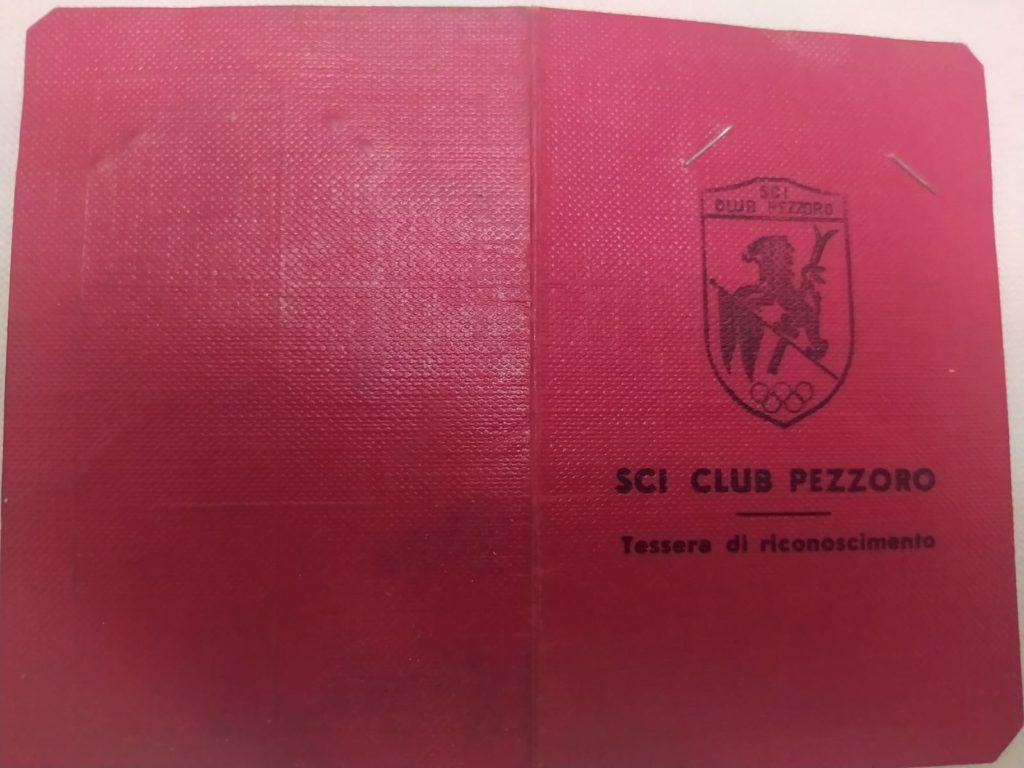 SCI
CLUB PEZZORO
SCI CLUB PEZZORO
Tessera di riconoscimento